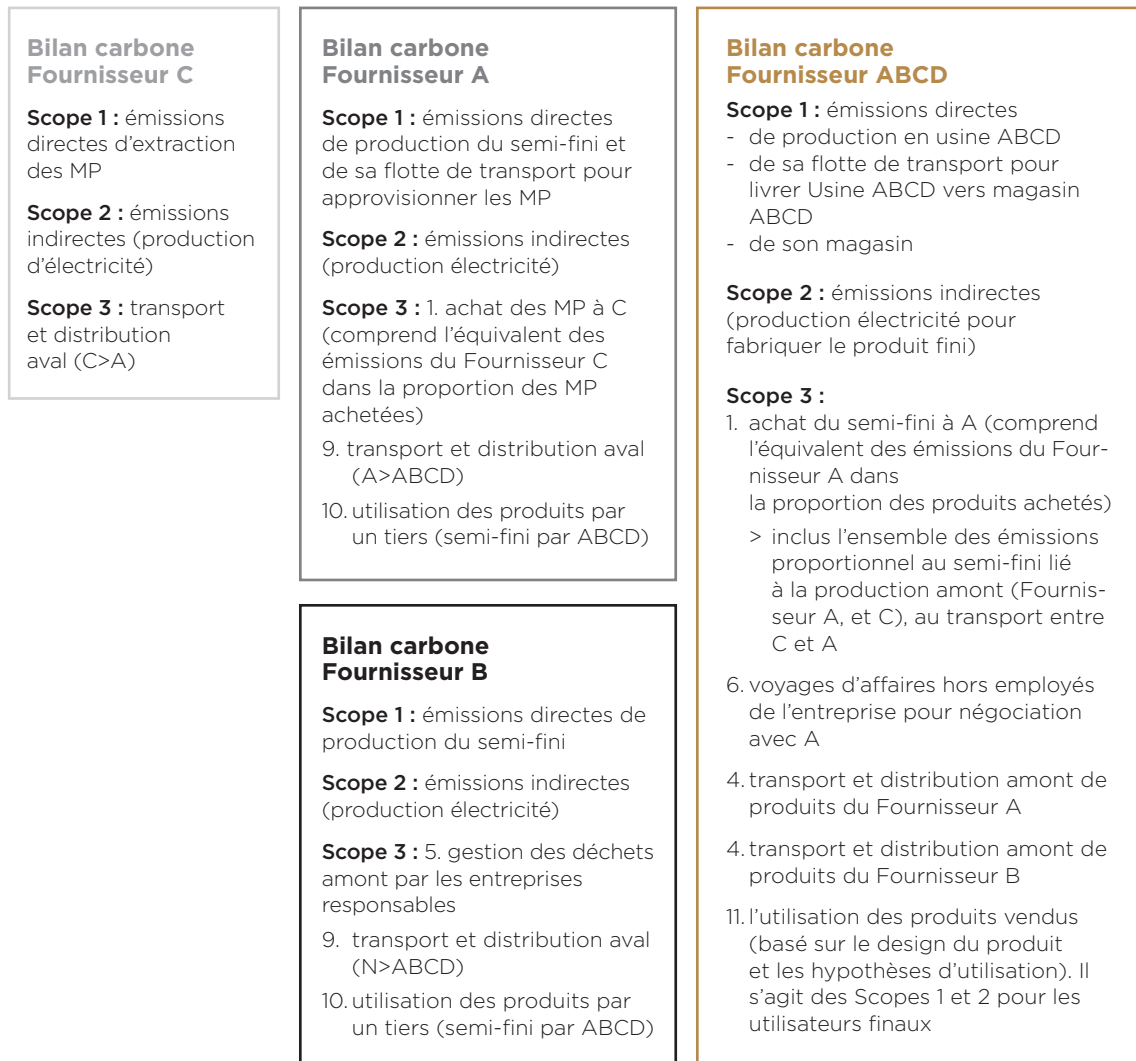 Bilan carbone
Fournisseur C
Scope 1 : émissions
directes d'extraction
des MP
Scope 2 : émissions
indirectes (production
d'électricité)
Scope 3 : transport
et distribution
aval (C>A)
Bilan carbone
Fournisseur A
Scope 1 : émissions directes
de production du semi-fini et
de sa flotte de transport pour
approvisionner les MP
Scope 2 : émissions indirectes
(production électricité)
Scope 3 : 1. achat des MP à C
(comprend l'équivalent des
émissions du Fournisseur C
dans la proportion des MP
achetées)
9. transport et distribution aval
(A>ABCD)
10. utilisation des produits par
un tiers (semi-fini par ABCD)
Bilan carbone
Fournisseur B
Scope 1 : émissions directes de
production du semi-fini
Scope 2 : émissions indirectes
(production électricité)
Scope 3 : 5. gestion des déchets
amont par les entreprises
responsables
9. transport et distribution aval
(N>ABCD)
10. utilisation des produits par
un tiers (semi-fini par ABCD)
Bilan carbone
Fournisseur ABCD
Scope 1 : émissions directes
- de production en usine ABCD
- de sa flotte de transport pour
livrer Usine ABCD vers magasin
ABCD
- de son magasin
Scope 2 : émissions indirectes
(production électricité pour
fabriquer le produit fini)
Scope 3 :
1. achat du semi-fini à A (comprend
l'équivalent des émissions du Four-
nisseur A dans
la proportion des produits achetés)
> inclus l'ensemble des émissions
proportionnel au semi-fini lié
à la production amont (Fournis-
seur A, et C), au transport entre
C et A
6. voyages d'affaires hors employés
de l'entreprise pour négociation
avec A
4. transport et distribution amont de
produits du Fournisseur A
4. transport et distribution amont de
produits du Fournisseur B
11. l'utilisation des produits vendus
(basé sur le design du produit
et les hypothèses d'utilisation). Il
s'agit des Scopes 1 et 2 pour les
utilisateurs finaux